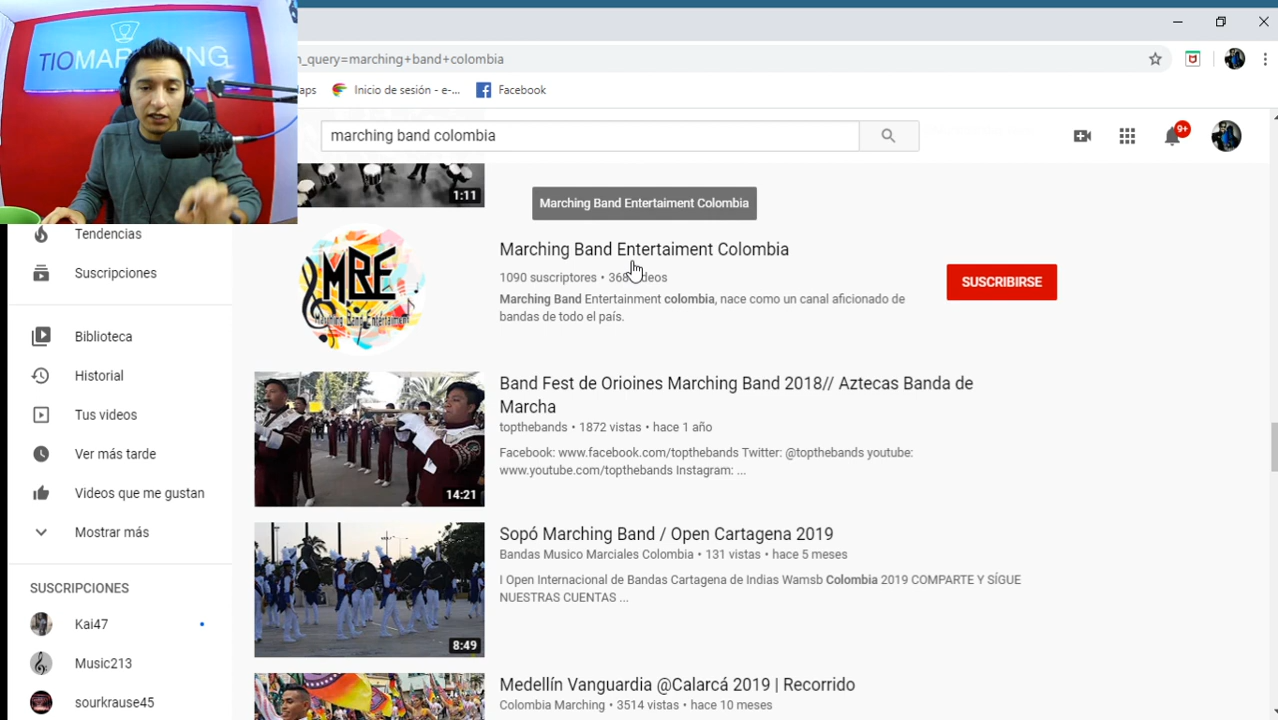 TIOMARCHING
n_query=marching+band+colombia
aps
Inicio de sesión - e-...
Facebook
marching band colombia
9+
1:11
Marching Band Entertaiment Colombia
Tendencias
Suscripciones
Biblioteca
Historial
Tus videos
Ver más tarde
Videos que me gustan
Mostrar más
SUSCRIPCIONES
Kai47
Music213
sourkrause45
MBE
Marching Band Entertaiment
Marching Band Entertaiment Colombia
1090 suscriptores • 368 deos
Marching Band Entertainment colombia, nace como un canal aficionado de
bandas de todo el país.
SUSCRIBIRSE
14:21
Band Fest de Orioines Marching Band 2018// Aztecas Banda de
Marcha
topthebands • 1872 vistas • hace 1 año
Facebook: www.facebook.com/topthebands Twitter: @topthebands youtube:
www.youtube.com/topthebands Instagram: ...
8:49
Sopó Marching Band / Open Cartagena 2019
Bandas Musico Marciales Colombia • 131 vistas • hace 5 meses
I Open Internacional de Bandas Cartagena de Indias Wamsb Colombia 2019 COMPARTE Y SÍGUE
NUESTRAS CUENTAS ...
Medellín Vanguardia @Calarcá 2019 | Recorrido
Colombia Marching • 3514 vistas • hace 10 meses